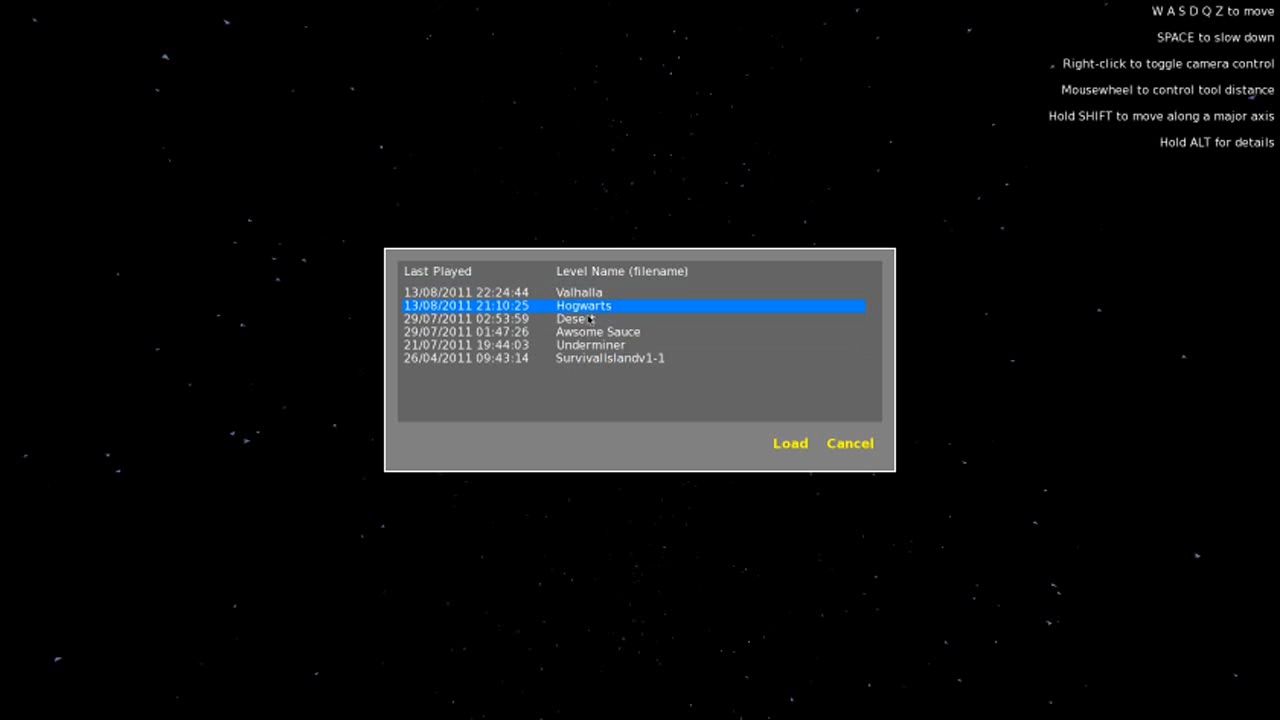 W A S D Q Z to move
SPACE to slow down
Right-click to toggle camera control
Mousewheel to control tool distance
Hold SHIFT to move along a major axis
Hold ALT for details
Last Played Level Name (filename)
13/08/2011 22:24:44 Valhalla
13/08/2011 21:10:25 Hogwarts
29/07/2011 02:53:59
29/07/2011 01:47:26 Awsome Sauce
21/07/2011 19:44:03 Underminer
26/04/2011 09:43:14 SurvivalIslandv1-1
Load Cancel